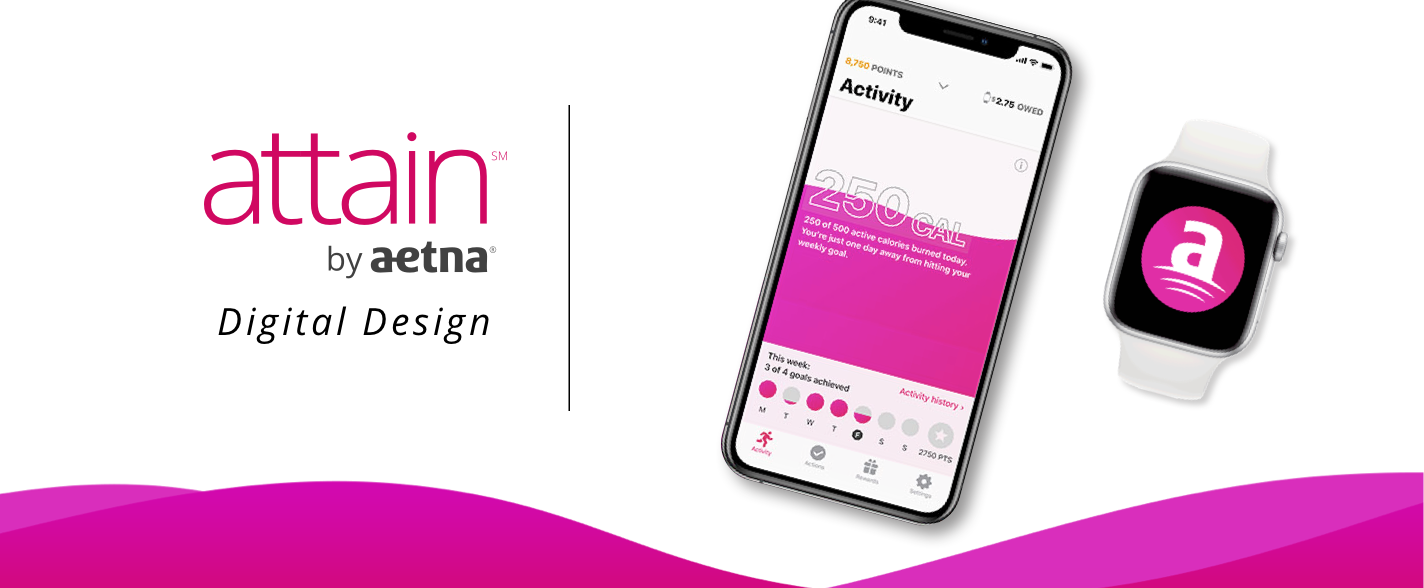 attain SM
by aetna®
Digital Design
9:41
8,750 POINTS
Activity
$2.75 OWED
250 CAL
250 of 500 active calories burned today.
You're just one day away from hitting your
weekly goal.
This week:
3 of 4 goals achieved
Activity history ›
M T W T F S S 2750 PTS
Activity Actions Rewards Settings
a